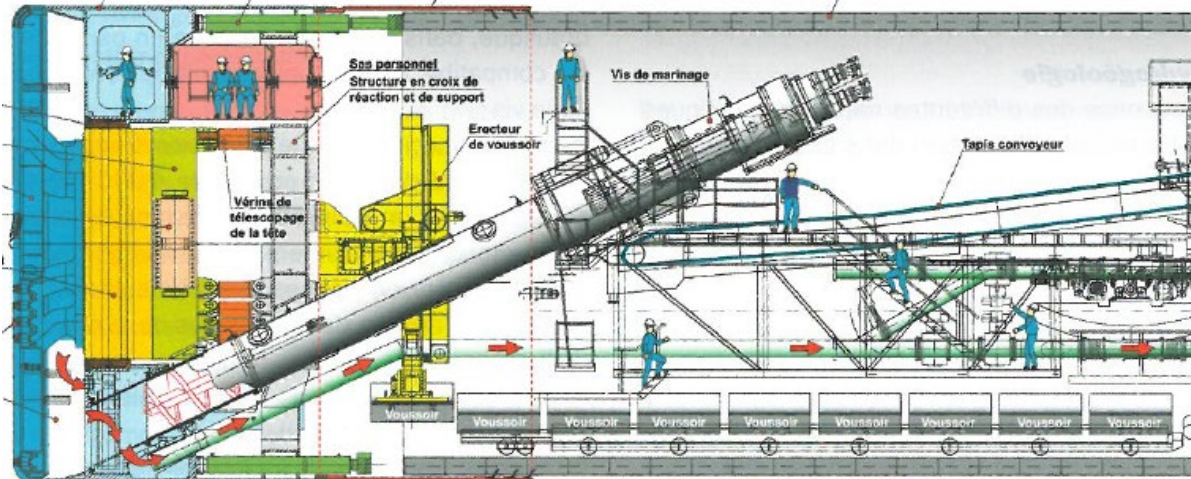 Sas personnel
Structure en croix de
réaction et de support
Vis de marinage
Erecteur
de voussoir
Tapis convoyeur
Vérins de
télescopage
de la tête
Voussoir
Voussoir
Voussoir
Voussoir
Voussoir
Voussoir
Voussoir
Voussoir
Voussoir